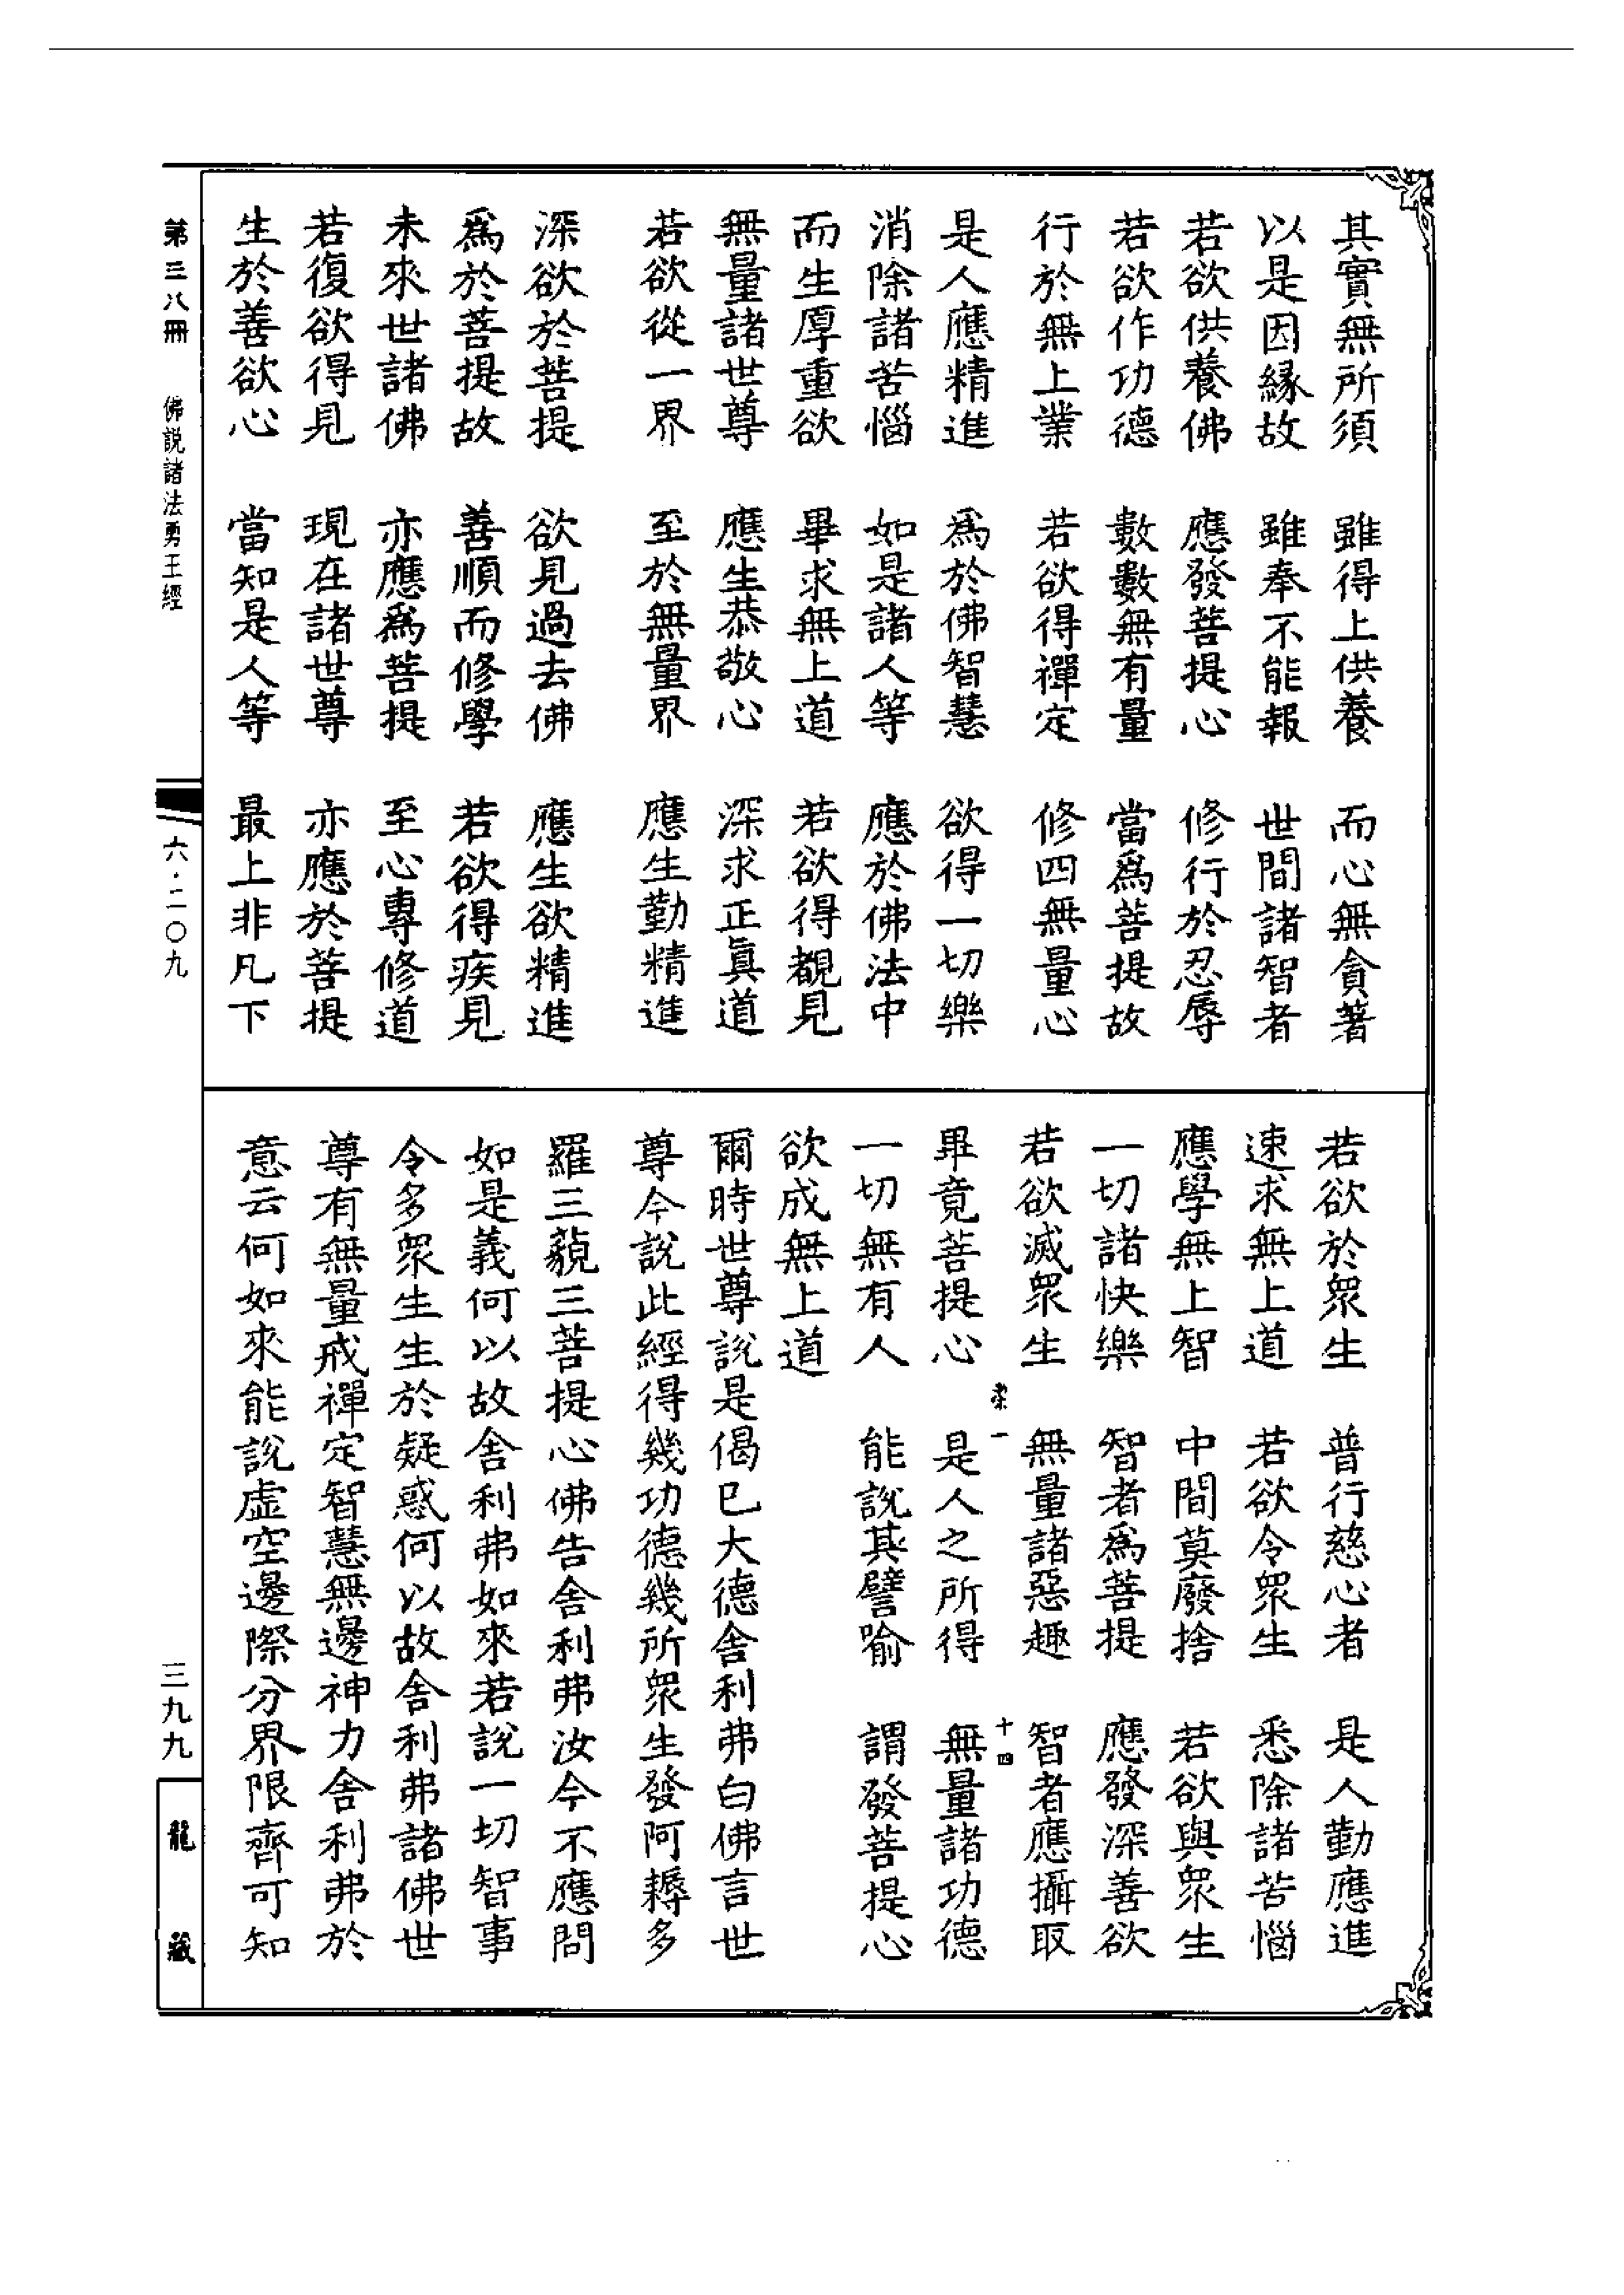 其實無所須　雖得上供養　而心無貪著
以是因緣故　雖奉不能報　世間諸智者
若欲供養佛　應發菩提心　修行於忍辱
若欲作功德　數數無有量　當爲菩提故
行於無上業　若欲得禪定　修四無量心
是人應精進　爲於佛智慧　欲得一切樂
消除諸苦惱　如是諸人等　應於佛法中
而生厚重欲　畢求無上道　若欲得覩見
無量諸世尊　應生恭敬心　深求正眞道
若欲從一界　至於無量界　應生勤精進
深欲於菩提　欲見過去佛　應生欲精進
爲於菩提故　善順而修學　若欲得疾見
未來世諸佛　亦應爲菩提　至心專修道
若復欲得見　現在諸世尊　亦應於菩提
生於善欲心　當知是人等　最上非凡下
若欲於衆生　普行慈心者　是人勤應進
速求無上道　若欲令衆生　悉除諸苦惱
應學無上智　中間莫廢捨　若欲與衆生
一切諸快樂　智者爲菩提　應發深善欲
若欲滅衆生　無量諸惡趣　智者應攝取
一　十四
畢竟菩提心　是人之所得　無量諸功德
一切無有人　能說其譬喻　謂發菩提心
欲成無上道
爾時世尊說是偈已大德舍利弗白佛言世
尊今說此經得幾功德幾所衆生發阿耨多
羅三藐三菩提心佛告舍利弗汝今不應問
如是義何以故舍利弗如來若說一切智事
令多衆生生於疑惑何以故舍利弗諸佛世
尊有無量戒禪定智慧無邊神力舍利弗於
意云何如來能說虛空邊際分界限齊可知
第三八冊　佛説諸法勇王經
六·二〇九
三九九
龍藏